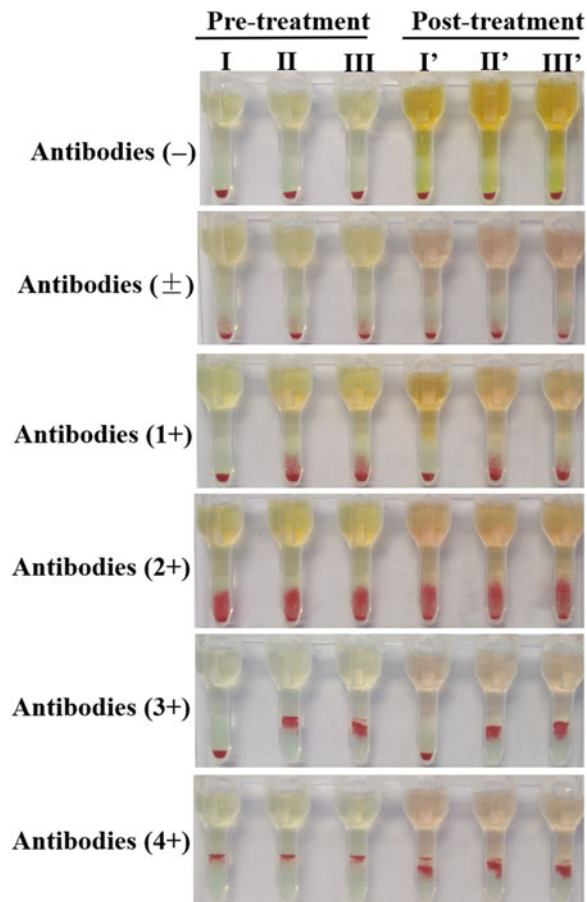 Pre-treatment Post-treatment
I II III I’ II’ III’
Antibodies (–)
Antibodies (±)
Antibodies (1+)
Antibodies (2+)
Antibodies (3+)
Antibodies (4+)